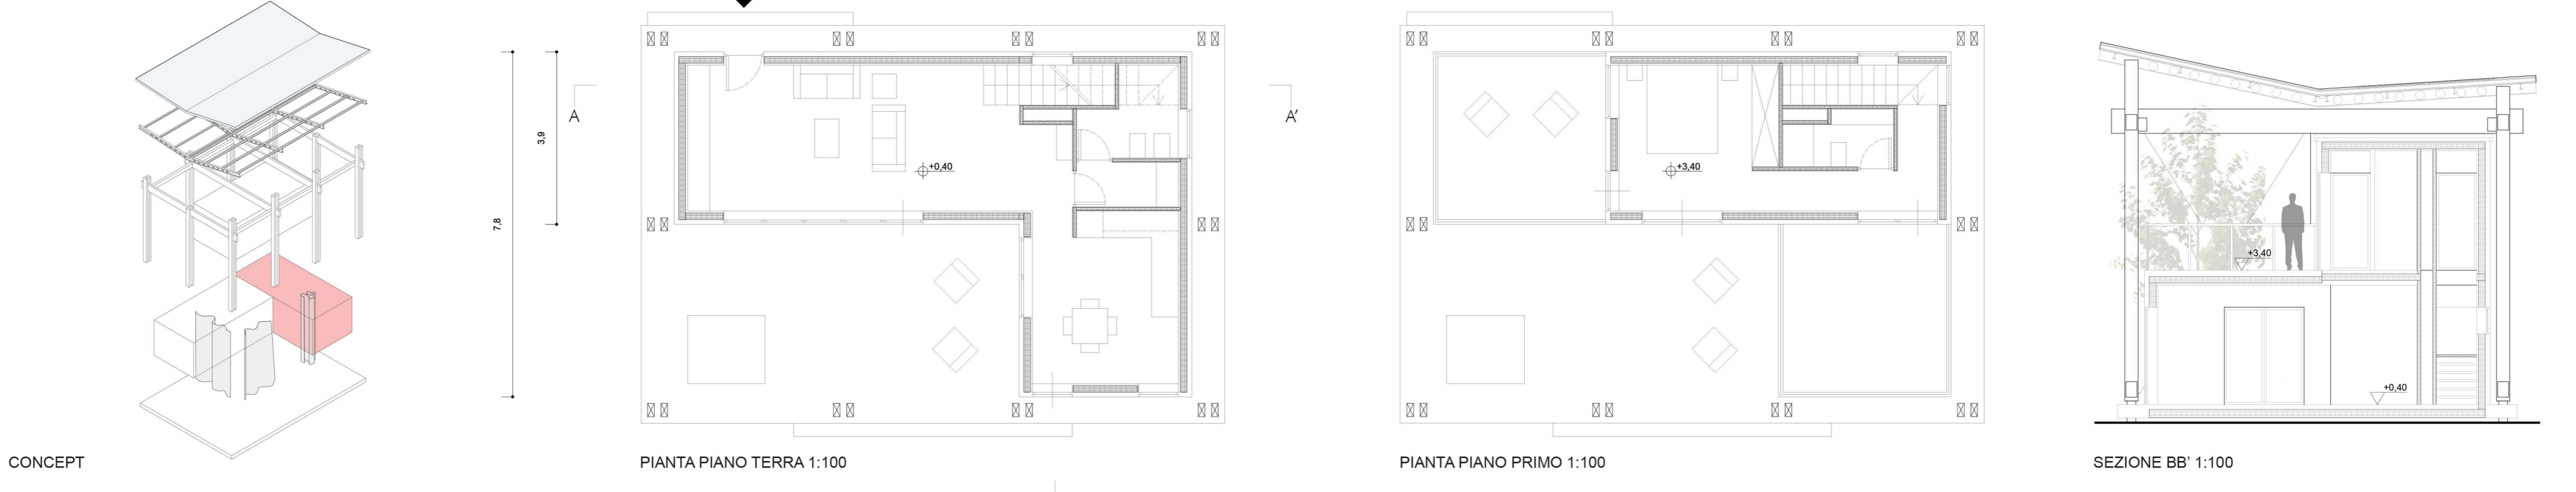 3,9
7,8
A
A'
+0,40
+3,40
+3,40
+0,40
CONCEPT
PIANTA PIANO TERRA 1:100
PIANTA PIANO PRIMO 1:100
SEZIONE BB' 1:100